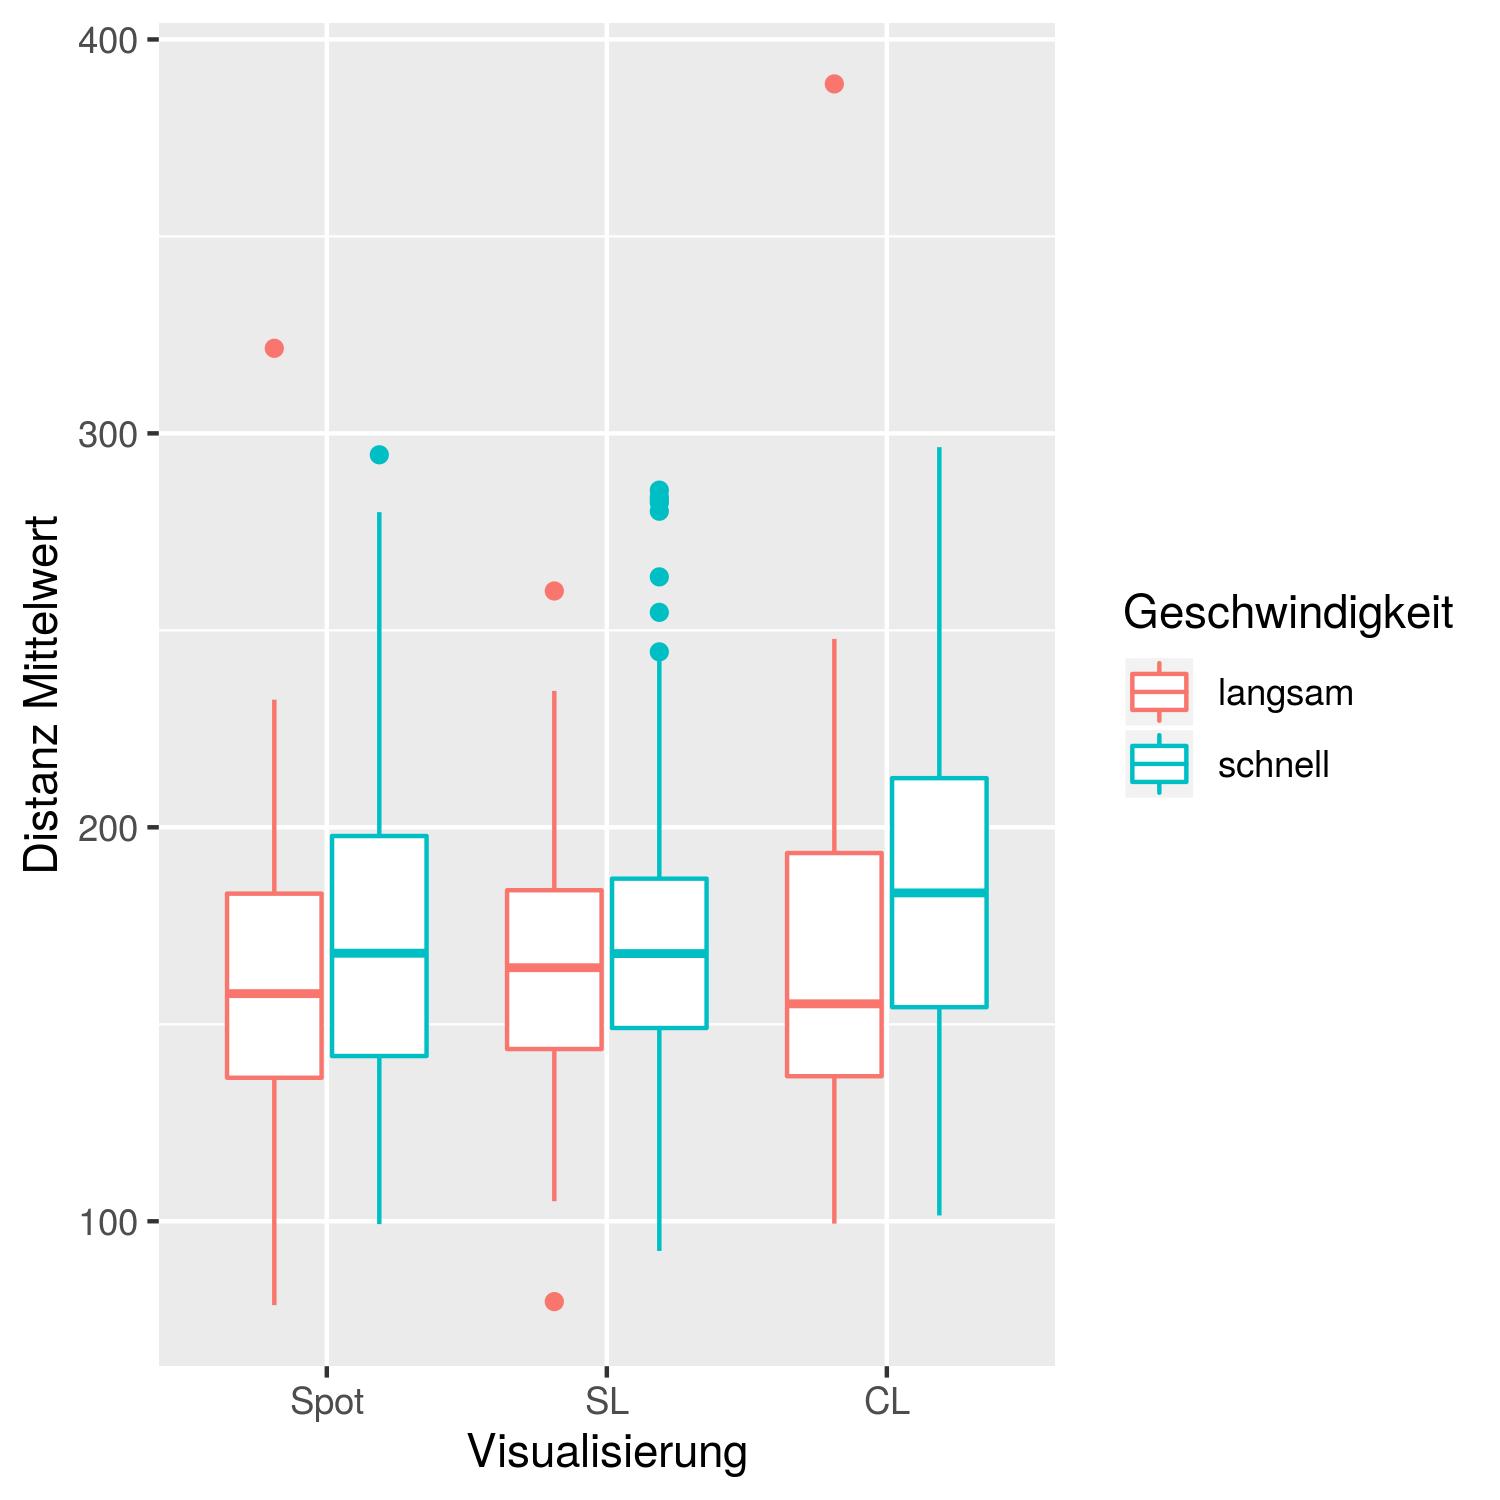 400
300
200
100
Distanz Mittelwert
Spot
SL
CL
Visualisierung
Geschwindigkeit
langsam
schnell